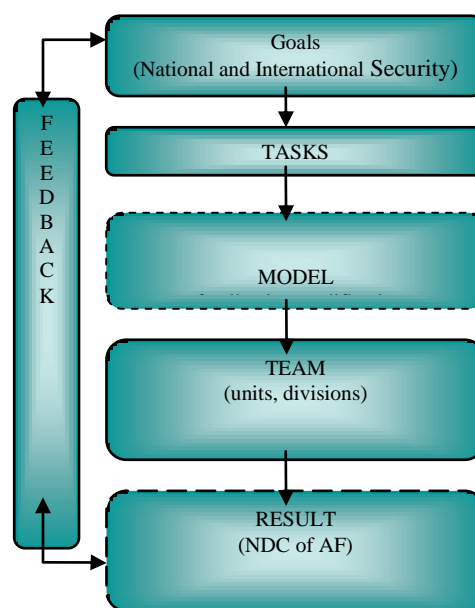 Goals
(National and International Security)
F
E
E
D
B
A
C
K
TASKS
MODEL
TEAM
(units, divisions)
RESULT
(NDC of AF)